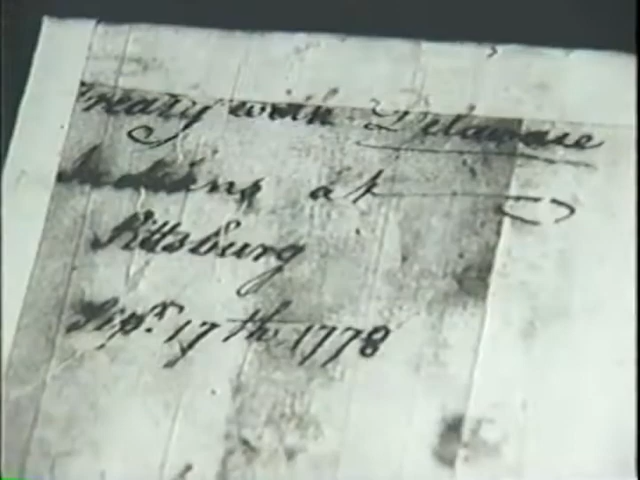 Treaty with Delaware
Indians at
Pittsburg
Sepr. 17th 1778